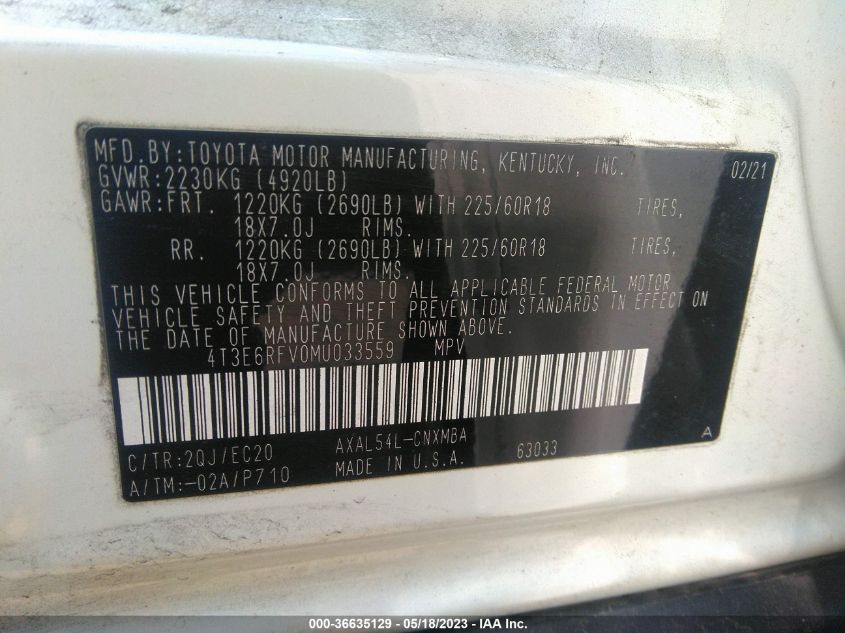 MFD.BY:TOYOTA MOTOR MANUFACTURING, KENTUCKY, INC. 02/21
GVWR:2230KG (4920LB)
GAWR:FRT. 1220KG (2690LB) WITH 225/60R18 TIRES,
18X7.0J RIMS.
RR. 1220KG (2690LB) WITH 225/60R18 TIRES,
18X7.0J RIMS.
THIS VEHICLE CONFORMS TO ALL APPLICABLE FEDERAL MOTOR
VEHICLE SAFETY AND THEFT PREVENTION STANDARDS IN EFFECT ON
THE DATE OF MANUFACTURE SHOWN ABOVE.
4T3E6RFV0MU033559 MPV
C/TR:2QJ/EC20 AXAL54L-CNXMBA 63033 A
A/TM:-02A/P710 MADE IN U.S.A.
000-36635129 - 05/18/2023 - IAA Inc.